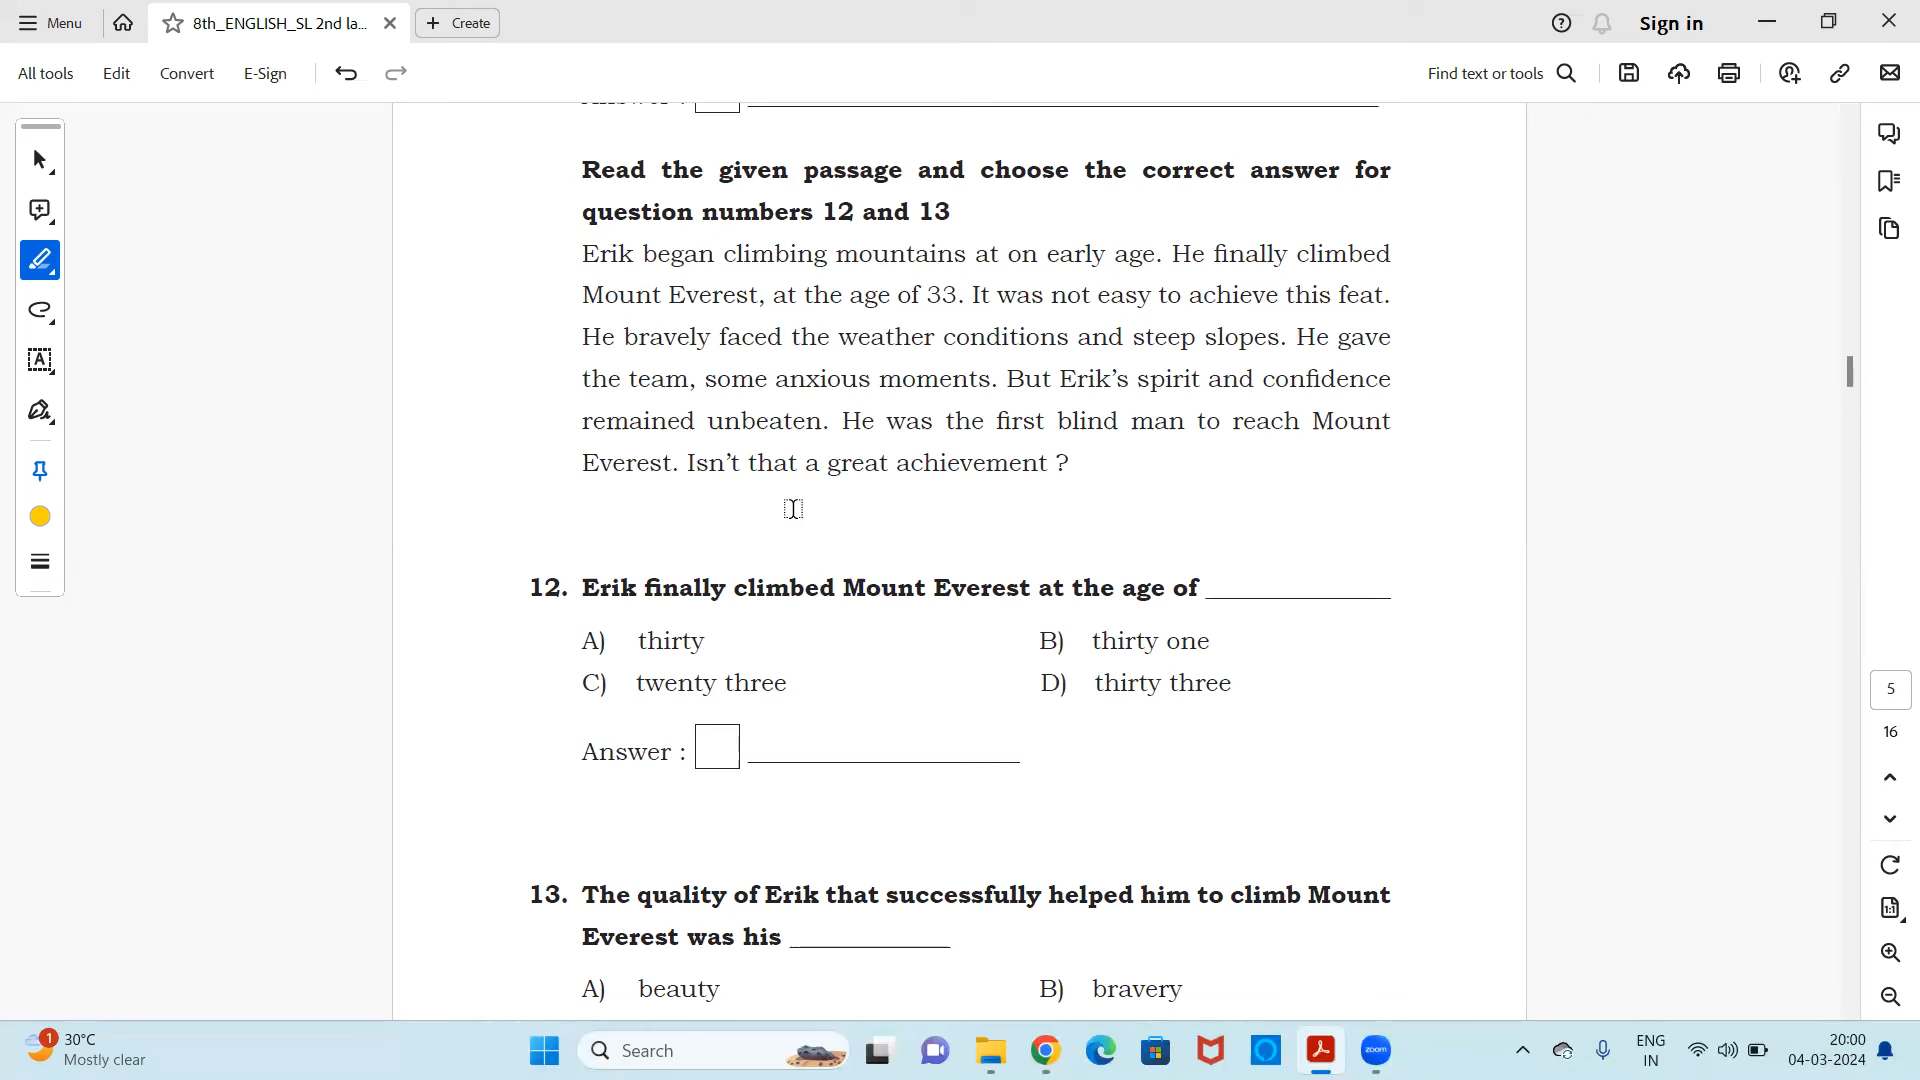 Menu
8th_ENGLISH_SL 2nd la...
Create
Sign in
All tools
Edit
Convert
E-Sign
Find text or tools
Read the given passage and choose the correct answer for
question numbers 12 and 13
Erik began climbing mountains at on early age. He finally climbed
Mount Everest, at the age of 33. It was not easy to achieve this feat.
He bravely faced the weather conditions and steep slopes. He gave
the team, some anxious moments. But Erik's spirit and confidence
remained unbeaten. He was the first blind man to reach Mount
Everest. Isn't that a great achievement ?
12. Erik finally climbed Mount Everest at the age of ______________
A) thirty B) thirty one
C) twenty three D) thirty three
Answer : ____________________
13. The quality of Erik that successfully helped him to climb Mount
Everest was his ____________
A) beauty B) bravery
5
16
1
30°C
Mostly clear
Search
zoom
ENG
IN
20:00
04-03-2024